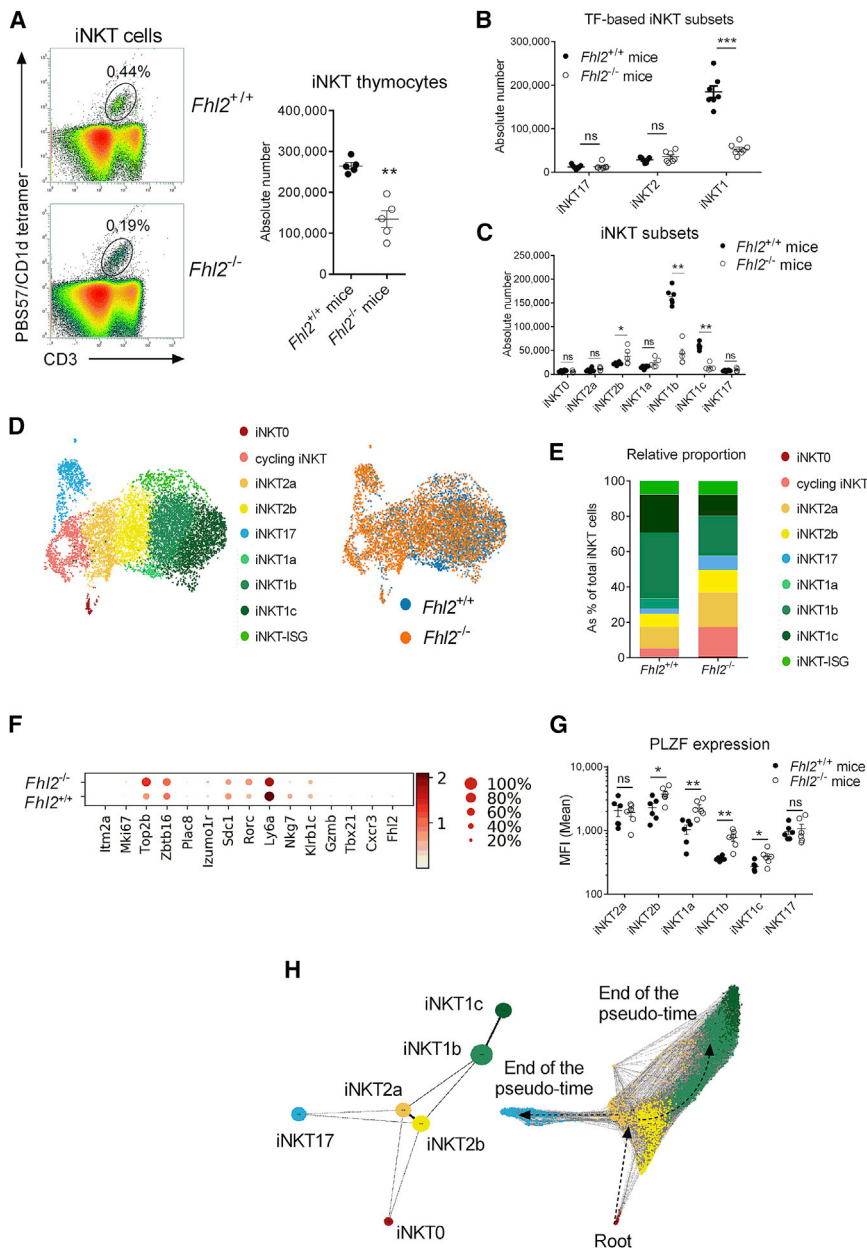 A
iNKT cells
0,44%
Fhl2+/+
0,19%
Fhl2-/-
PBS57/CD1d tetramer
CD3
iNKT thymocytes
Absolute number
400,000
300,000
200,000
100,000
0
**
Fhl2+/+ mice
Fhl2-/- mice
B
TF-based iNKT subsets
Absolute number
300,000
200,000
100,000
0
Fhl2+/+ mice
Fhl2-/- mice
ns
ns
***
iNKT17
iNKT2
iNKT1
C
iNKT subsets
Fhl2+/+ mice
Fhl2-/- mice
Absolute number
250,000
200,000
150,000
100,000
50,000
0
ns
ns
*
ns
**
**
ns
iNKT0
iNKT2a
iNKT2b
iNKT1a
iNKT1b
iNKT1c
iNKT17
D
iNKT0
cycling iNKT
iNKT2a
iNKT2b
iNKT17
iNKT1a
iNKT1b
iNKT1c
iNKT-ISG
Fhl2+/+
Fhl2-/-
E
Relative proportion
As % of total iNKT cells
100
80
60
40
20
0
Fhl2+/+
Fhl2-/-
iNKT0
cycling iNKT
iNKT2a
iNKT2b
iNKT17
iNKT1a
iNKT1b
iNKT1c
iNKT-ISG
F
Fhl2-/-
Fhl2+/+
Itm2a
Mki67
Top2b
Zbtb16
Plac8
Izumo1r
Sdc1
Rorc
Ly6a
Nkg7
Klrb1c
Gzmb
Tbx21
Cxcr3
Fhl2
2
1
0
100%
80%
60%
40%
20%
G
PLZF expression
Fhl2+/+ mice
Fhl2-/- mice
MFI (Mean)
10,000
1,000
100
ns
*
**
**
*
ns
iNKT2a
iNKT2b
iNKT1a
iNKT1b
iNKT1c
iNKT17
H
iNKT1c
iNKT1b
iNKT2a
iNKT17
iNKT2b
iNKT0
End of the
pseudo-time
End of the
pseudo-time
Root